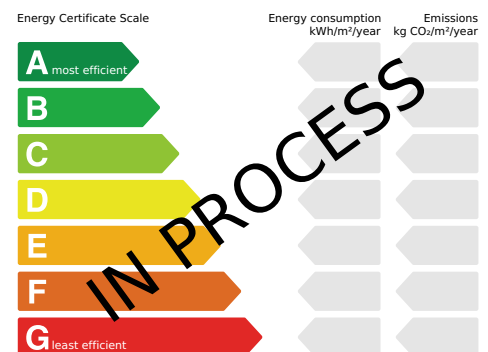 Energy Certificate Scale
Energy consumption
kWh/m²/year
Emissions
kg CO₂/m²/year
A most efficient
B
C
D
E
F
G least efficient
IN PROCESS